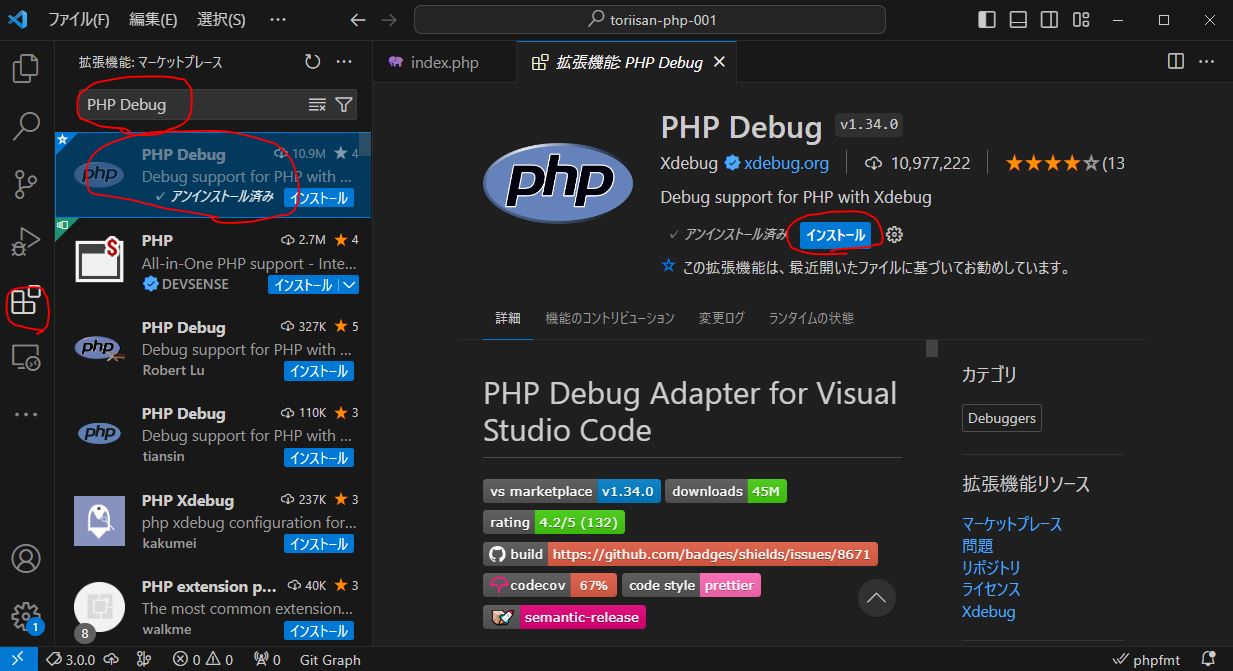 ファイル(F) 編集(E) 選択(S) ···
toriisan-php-001
拡張機能: マーケットプレース
PHP Debug
php
PHP Debug 10.9M ★ 4
Debug support for PHP with ...
✓ アンインストール済み インストール
PHP 2.7M ★ 4
All-in-One PHP support - Inte...
DEVSENSE インストール
php
PHP Debug 327K ★ 5
Debug support for PHP with ...
Robert Lu インストール
php
PHP Debug 110K ★ 3
Debug support for PHP with ...
tiansin インストール
PHP Xdebug 237K ★ 3
php xdebug configuration for...
kakumei インストール
PHP extension p... 40K ★ 3
The most common extension...
8 walkme インストール
1
index.php
拡張機能: PHP Debug
php
PHP Debug v1.34.0
Xdebug xdebug.org 10,977,222 ★★★★☆(13
Debug support for PHP with Xdebug
✓ アンインストール済み インストール
この拡張機能は、最近開いたファイルに基づいてお勧めしています。
詳細 機能のコントリビューション 変更ログ ランタイムの状態
PHP Debug Adapter for Visual
Studio Code
vs marketplace v1.34.0 downloads 45M
rating 4.2/5 (132)
build https://github.com/badges/shields/issues/8671
codecov 67% code style prettier
semantic-release
カテゴリ
Debuggers
拡張機能リソース
マーケットプレース
問題
リポジトリ
ライセンス
Xdebug
3.0.0 0 0 0 Git Graph phpfmt